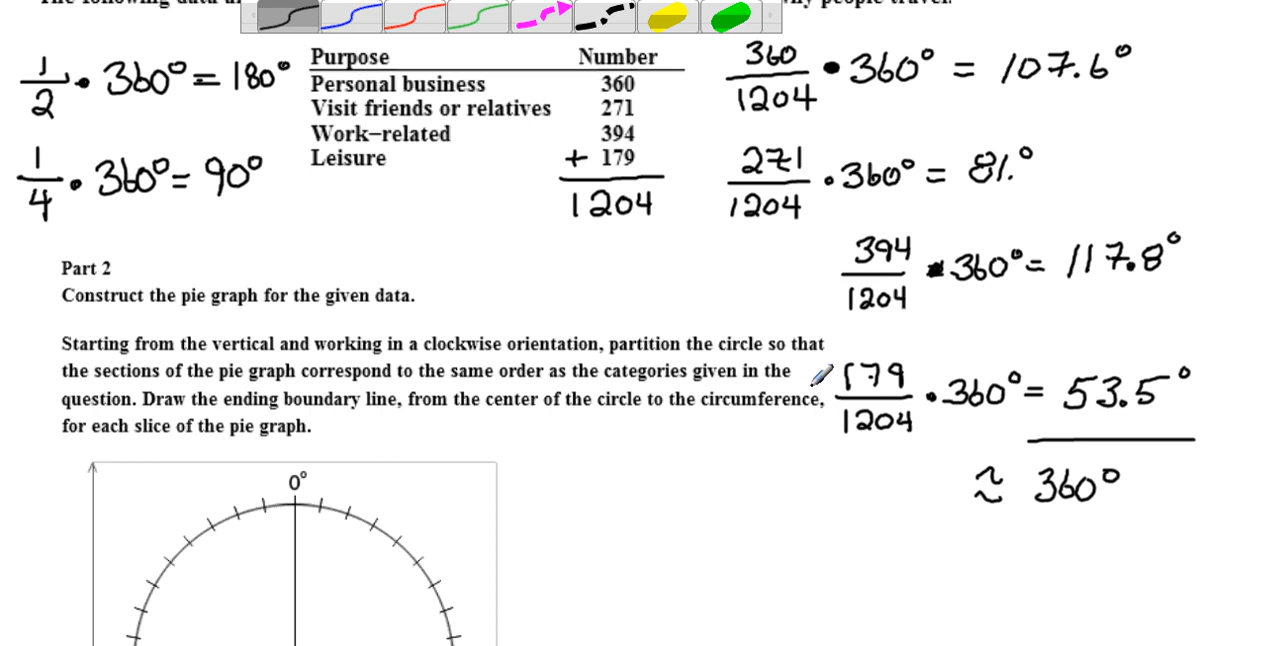 1/2 • 360° = 180°
1/4 • 360° = 90°
Purpose Number
Personal business 360
Visit friends or relatives 271
Work–related 394
Leisure + 179
1204
360/1204 • 360° = 107.6°
271/1204 • 360° = 81.°
394/1204 • 360° = 117.8°
179/1204 • 360° = 53.5°
≈ 360°
Part 2
Construct the pie graph for the given data.
Starting from the vertical and working in a clockwise orientation, partition the circle so that
the sections of the pie graph correspond to the same order as the categories given in the
question. Draw the ending boundary line, from the center of the circle to the circumference,
for each slice of the pie graph.
0°